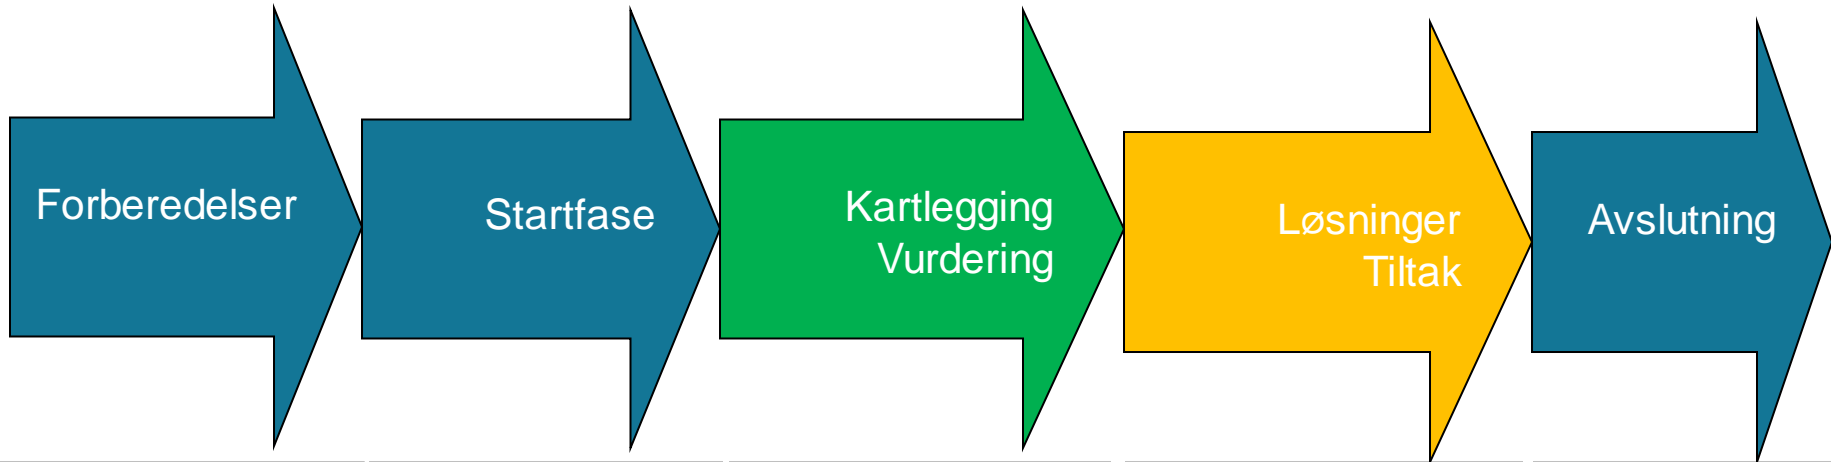 Forberedelser
Startfase
Kartlegging
Vurdering
Løsninger
Tiltak
Avslutning